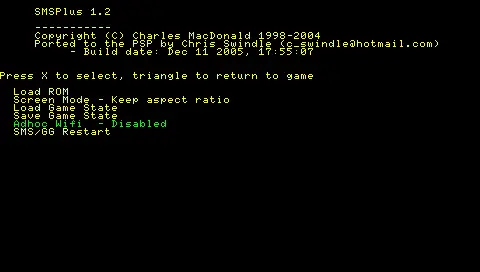 SMSPlus 1.2
-----------
Copyright (C) Charles MacDonald 1998-2004
Ported to the PSP by Chris Swindle (c_swindle@hotmail.com)
- Build date: Dec 11 2005, 17:55:07
Press X to select, triangle to return to game
Load ROM
Screen Mode - Keep aspect ratio
Load Game State
Save Game State
Adhoc Wifi  - Disabled
SMS/GG Restart